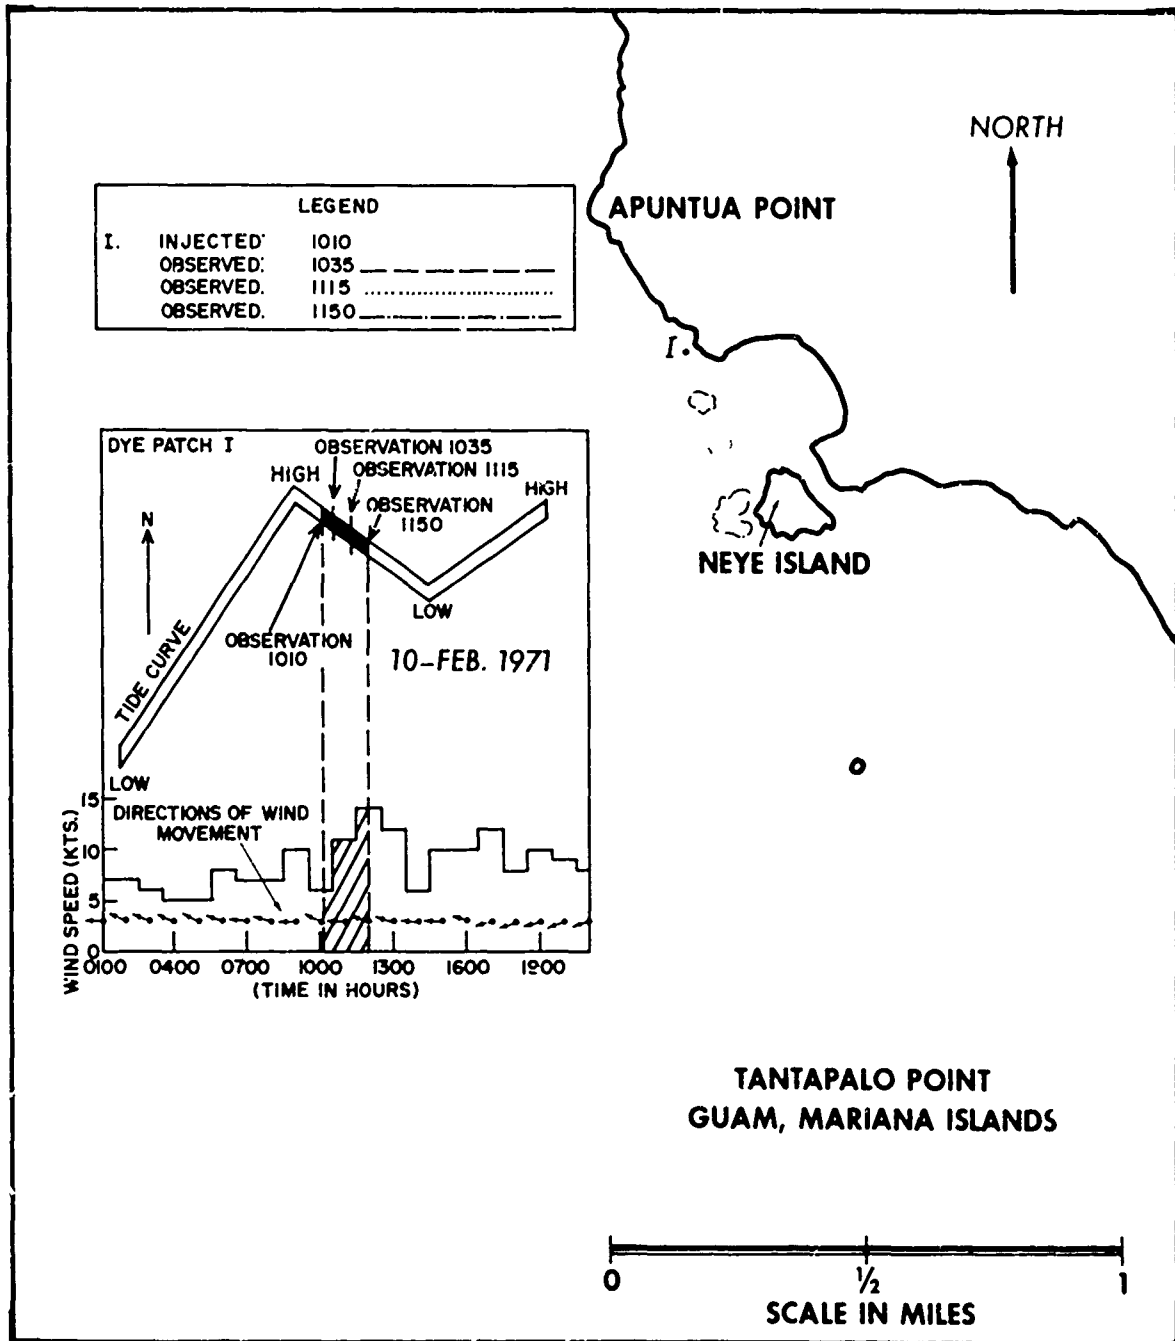 NORTH
APUNTUA POINT
LEGEND
I. INJECTED: 1010
OBSERVED: 1035
OBSERVED. 1115
OBSERVED. 1150
I
DYE PATCH I
OBSERVATION 1035
OBSERVATION 1115
HIGH
HIGH
OBSERVATION
1150
N
NEYE ISLAND
LOW
OBSERVATION
1010
10-FEB. 1971
TIDE CURVE
LOW
DIRECTIONS OF WIND
MOVEMENT
WIND SPEED (KTS.)
15
10
5
0
0100 0400 0700 1000 1300 1600 1900
(TIME IN HOURS)
TANTAPALO POINT
GUAM, MARIANA ISLANDS
0 1/2 1
SCALE IN MILES